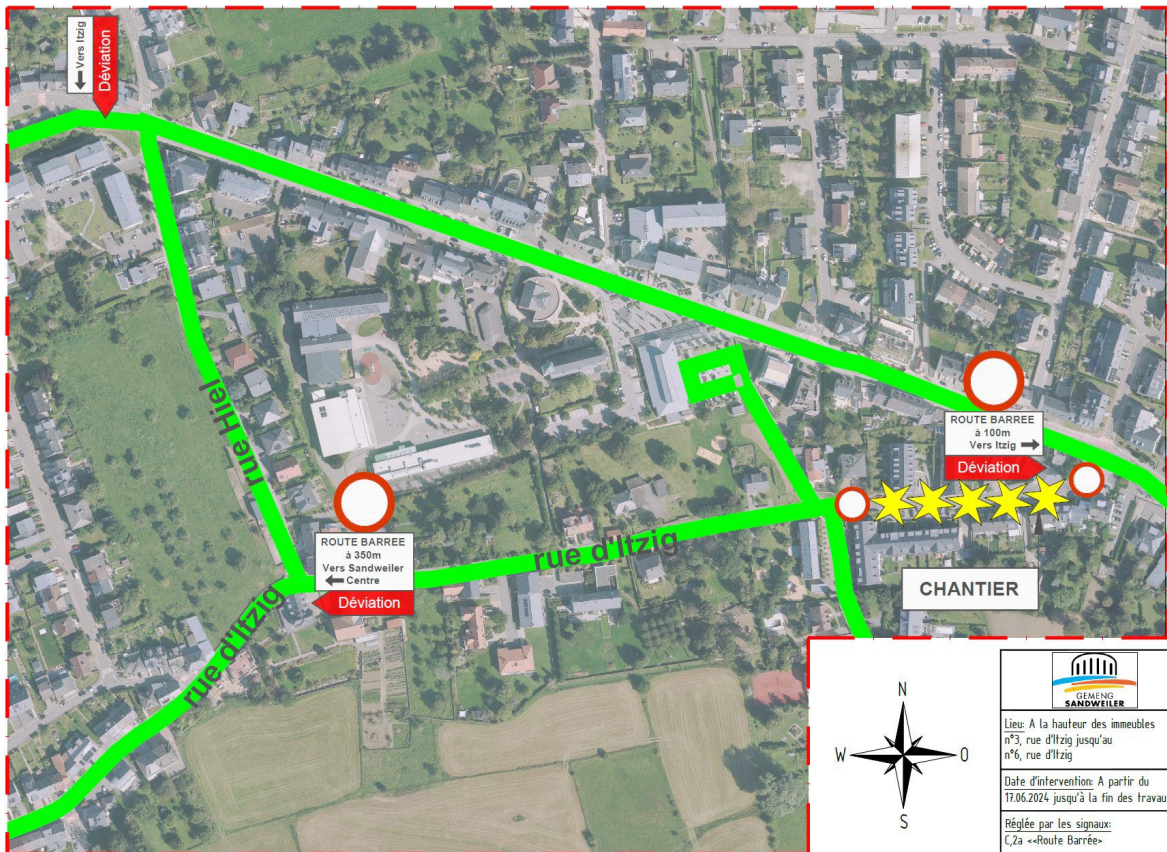 ← Vers Itzig
Déviation
rue Hiel
ROUTE BARREE
à 100m
Vers Itzig →
Déviation
ROUTE BARREE
à 350m
Vers Sandweiler
← Centre
Déviation
rue d'Itzig
rue d'Itzig
CHANTIER
N
W
O
S
GEMENG
SANDWEILER
Lieu: A la hauteur des immeubles
n°3, rue d'Itzig jusqu'au
n°6, rue d'Itzig
Date d'intervention: A partir du
17.06.2024 jusqu'à la fin des travau
Réglée par les signaux:
C,2a «<Route Barrée>